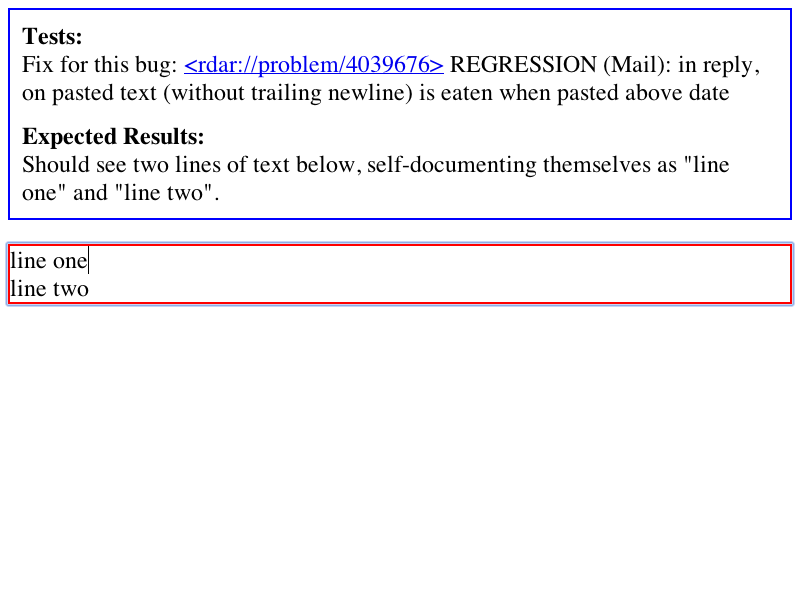 Tests:
Fix for this bug: <rdar://problem/4039676> REGRESSION (Mail): in reply,
on pasted text (without trailing newline) is eaten when pasted above date
Expected Results:
Should see two lines of text below, self-documenting themselves as "line
one" and "line two".
line one
line two